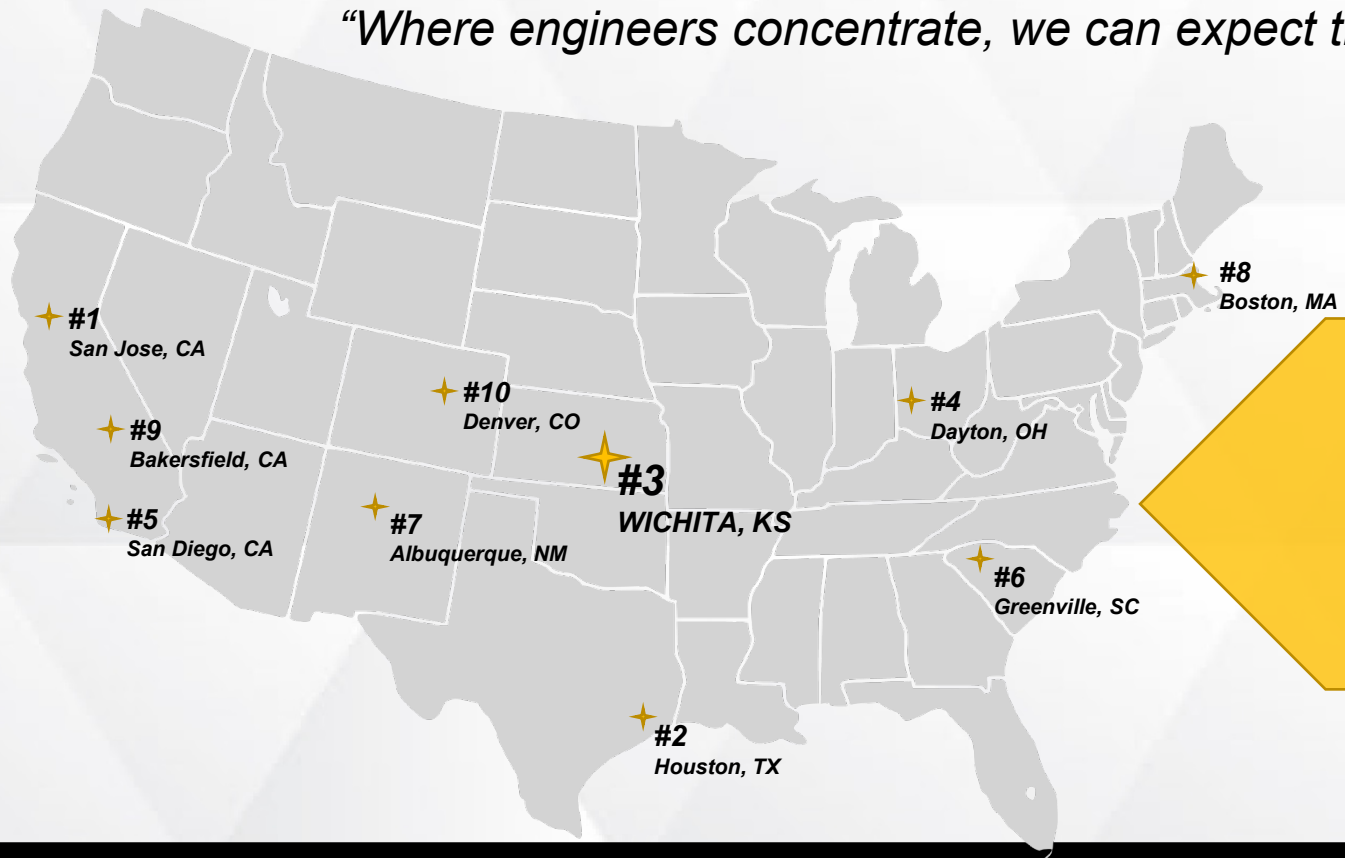 “Where engineers concentrate, we can expect
#8
Boston, MA
#1
San Jose, CA
#10
Denver, CO
#4
Dayton, OH
#9
Bakersfield, CA
#3
WICHITA, KS
#5
San Diego, CA
#7
Albuquerque, NM
#6
Greenville, SC
#2
Houston, TX